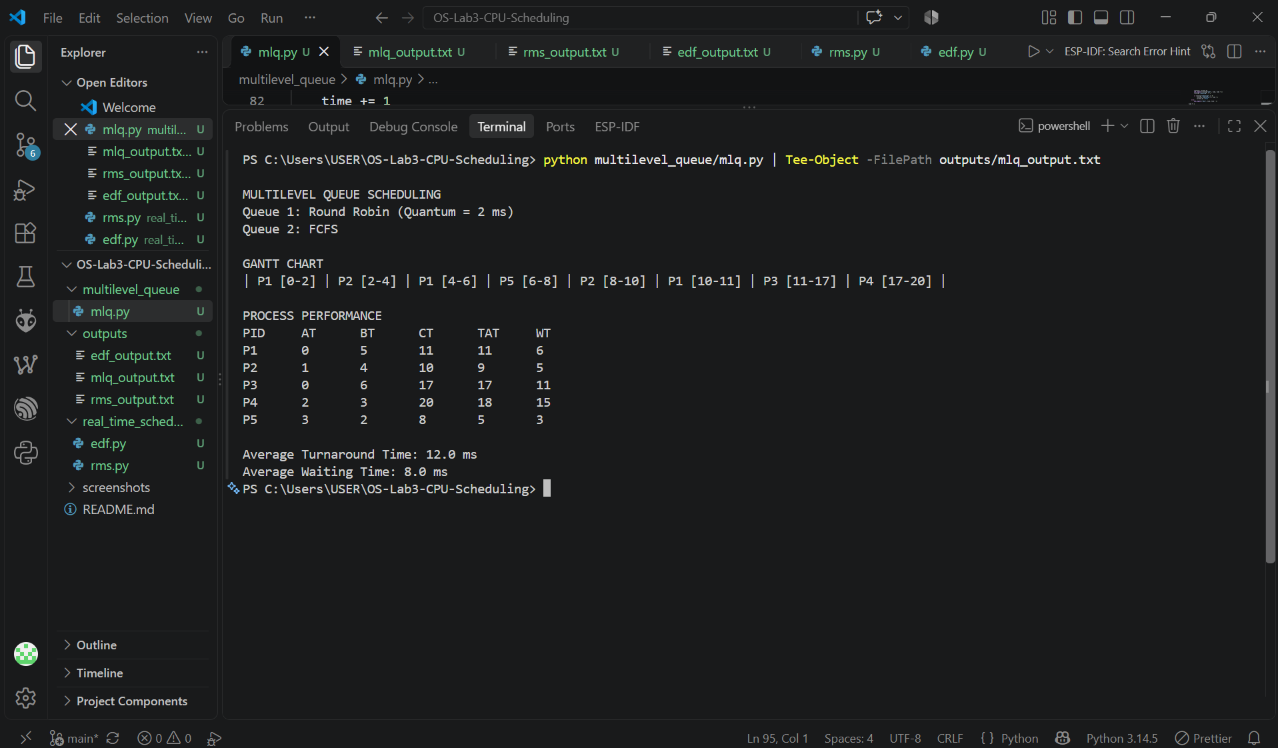 File Edit Selection View Go Run ··· OS-Lab3-CPU-Scheduling
Explorer ···
Open Editors
Welcome
mlq.py multil... U
mlq_output.tx... U
rms_output.tx... U
edf_output.tx... U
rms.py real_ti... U
edf.py real_ti... U
OS-Lab3-CPU-Scheduli...
multilevel_queue
mlq.py U
outputs
edf_output.txt U
mlq_output.txt U
rms_output.txt U
real_time_sched...
edf.py U
rms.py U
screenshots
README.md
Outline
Timeline
Project Components
6
mlq.py U mlq_output.txt U rms_output.txt U edf_output.txt U rms.py U edf.py U ESP-IDF: Search Error Hint ···
multilevel_queue > mlq.py > ...
82 time += 1
Problems Output Debug Console Terminal Ports ESP-IDF powershell ···
PS C:\Users\USER\OS-Lab3-CPU-Scheduling> python multilevel_queue/mlq.py | Tee-Object -FilePath outputs/mlq_output.txt
MULTILEVEL QUEUE SCHEDULING
Queue 1: Round Robin (Quantum = 2 ms)
Queue 2: FCFS
GANTT CHART
| P1 [0-2] | P2 [2-4] | P1 [4-6] | P5 [6-8] | P2 [8-10] | P1 [10-11] | P3 [11-17] | P4 [17-20] |
PROCESS PERFORMANCE
PID AT BT CT TAT WT
P1 0 5 11 11 6
P2 1 4 10 9 5
P3 0 6 17 17 11
P4 2 3 20 18 15
P5 3 2 8 5 3
Average Turnaround Time: 12.0 ms
Average Waiting Time: 8.0 ms
PS C:\Users\USER\OS-Lab3-CPU-Scheduling>
main* 0 0 Ln 95, Col 1 Spaces: 4 UTF-8 CRLF { } Python Python 3.14.5 Prettier